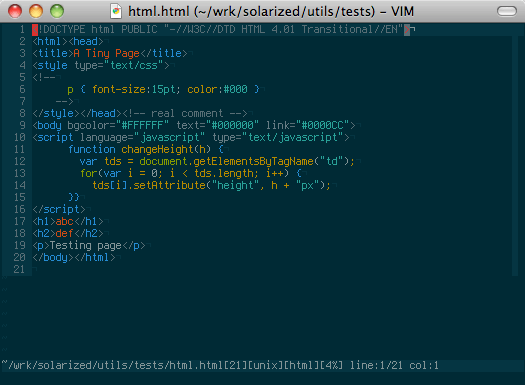 html.html (~/wrk/solarized/utils/tests) – VIM
1 <!DOCTYPE html PUBLIC "-//W3C//DTD HTML 4.01 Transitional//EN"¬
2 <html><head>
3 <title>A Tiny Page</title>
4 <style type="text/css">
5 <!--
6 p { font-size:15pt; color:#000 }
7 -->
8 </style></head><!-- real comment -->
9 <body bgcolor="#FFFFFF" text="#000000" link="#0000CC">
10 <script language="javascript" type="text/javascript">
11 function changeHeight(h) {
12 var tds = document.getElementsByTagName("td");
13 for(var i = 0; i < tds.length; i++) {
14 tds[i].setAttribute("height", h + "px");
15 }}
16 </script>
17 <h1>abc</h1>
18 <h2>def</h2>
19 <p>Testing page</p>
20 </body></html>
21
~/wrk/solarized/utils/tests/html.html[21][unix][html][4%] line:1/21 col:1